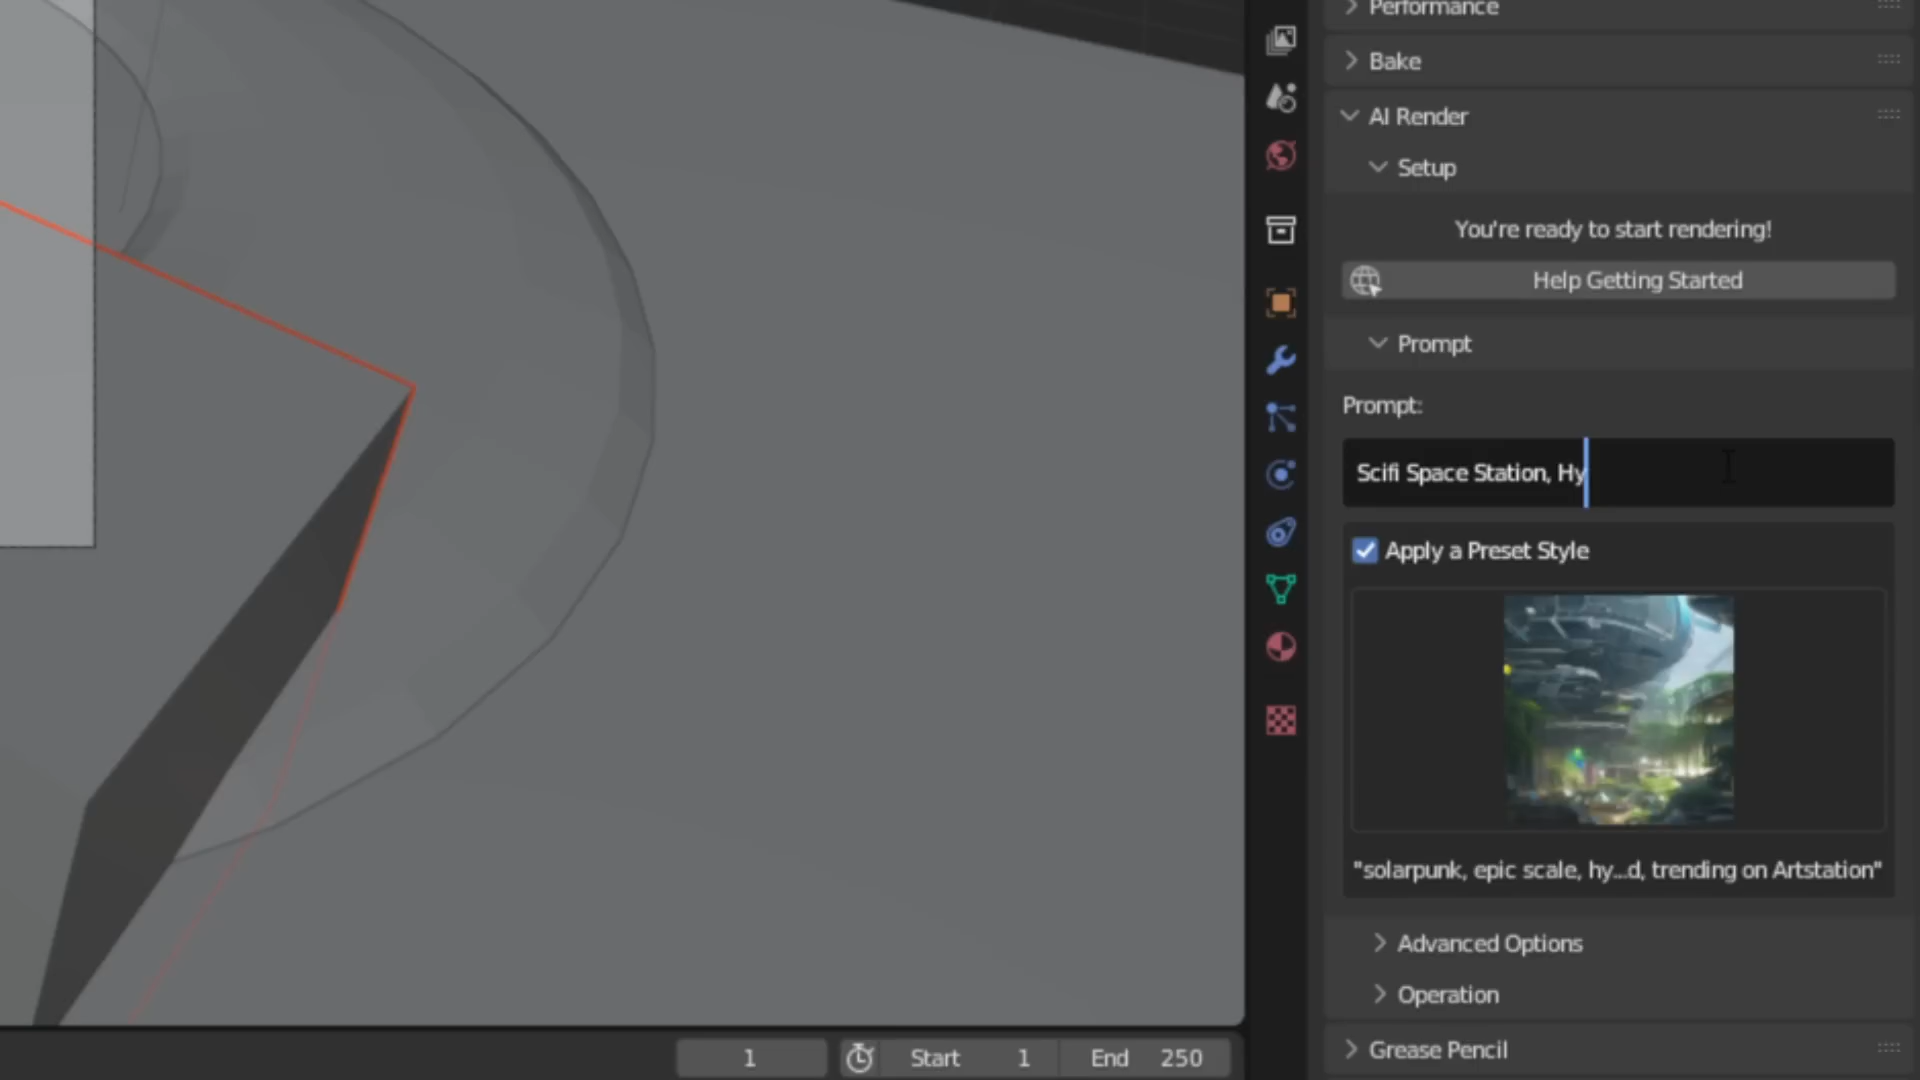 Performance
Bake
AI Render
Setup
You're ready to start rendering!
Help Getting Started
Prompt
Prompt:
Scifi Space Station, Hy
Apply a Preset Style
"solarpunk, epic scale, hy...d, trending on Artstation"
Advanced Options
Operation
Grease Pencil
1
Start 1
End 250